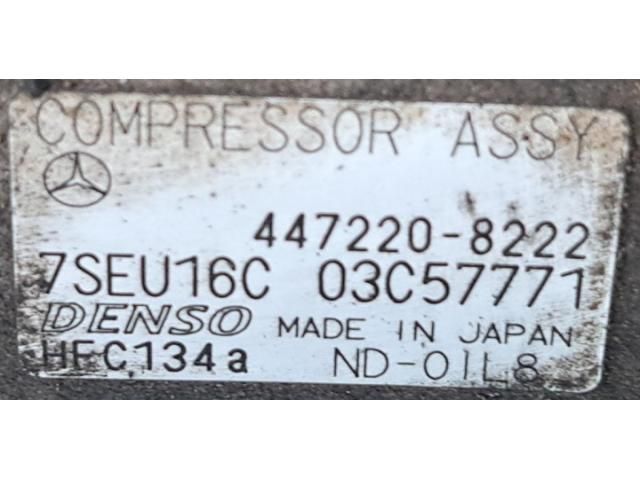 COMPRESSOR ASSY
447220-8222
7SEU16C 03C57771
DENSO MADE IN JAPAN
HFC134a ND-OIL8